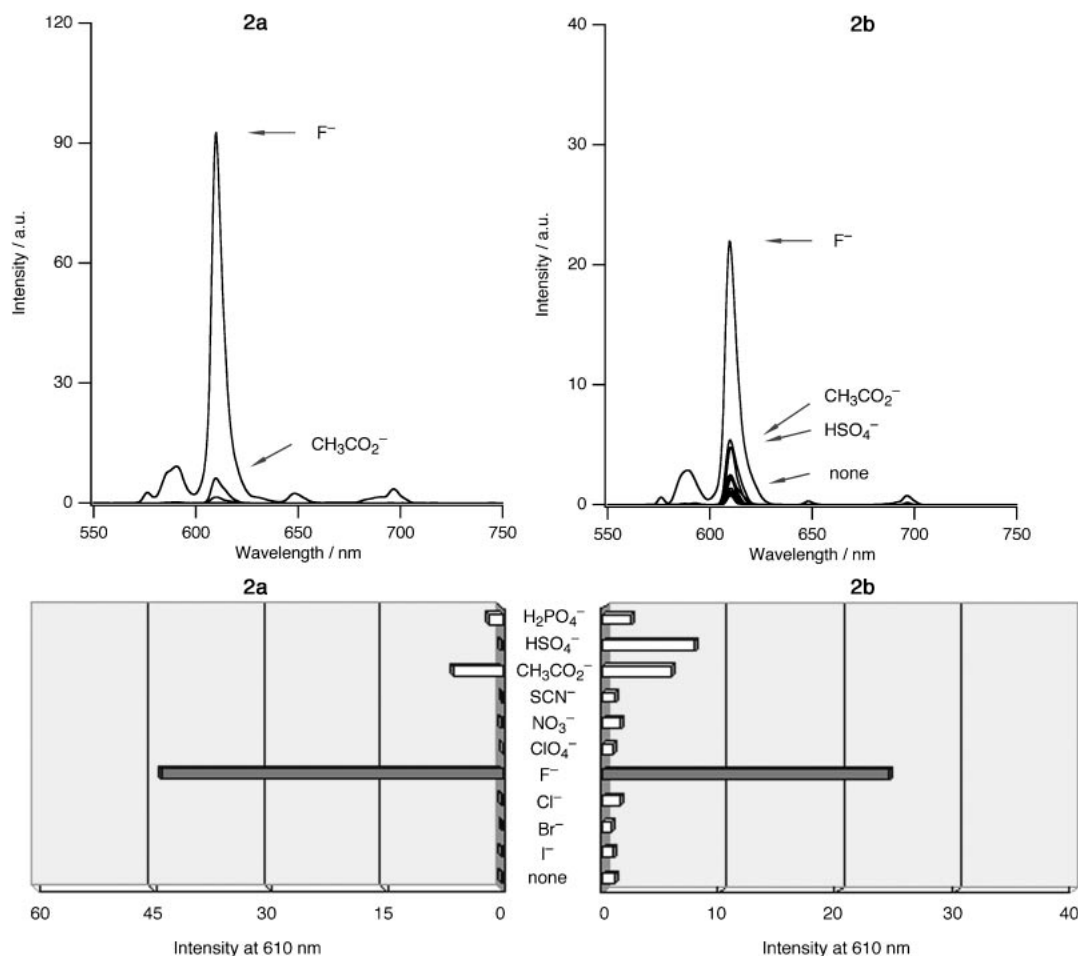 2a
120
90
60
30
0
Intensity / a.u.
F⁻
CH₃CO₂⁻
550 600 650 700 750
Wavelength / nm
2b
40
30
20
10
0
Intensity / a.u.
F⁻
CH₃CO₂⁻
HSO₄⁻
none
550 600 650 700 750
Wavelength / nm
2a 2b
H₂PO₄⁻
HSO₄⁻
CH₃CO₂⁻
SCN⁻
NO₃⁻
ClO₄⁻
F⁻
Cl⁻
Br⁻
I⁻
none
60 45 30 15 0
Intensity at 610 nm
0 10 20 30 40
Intensity at 610 nm